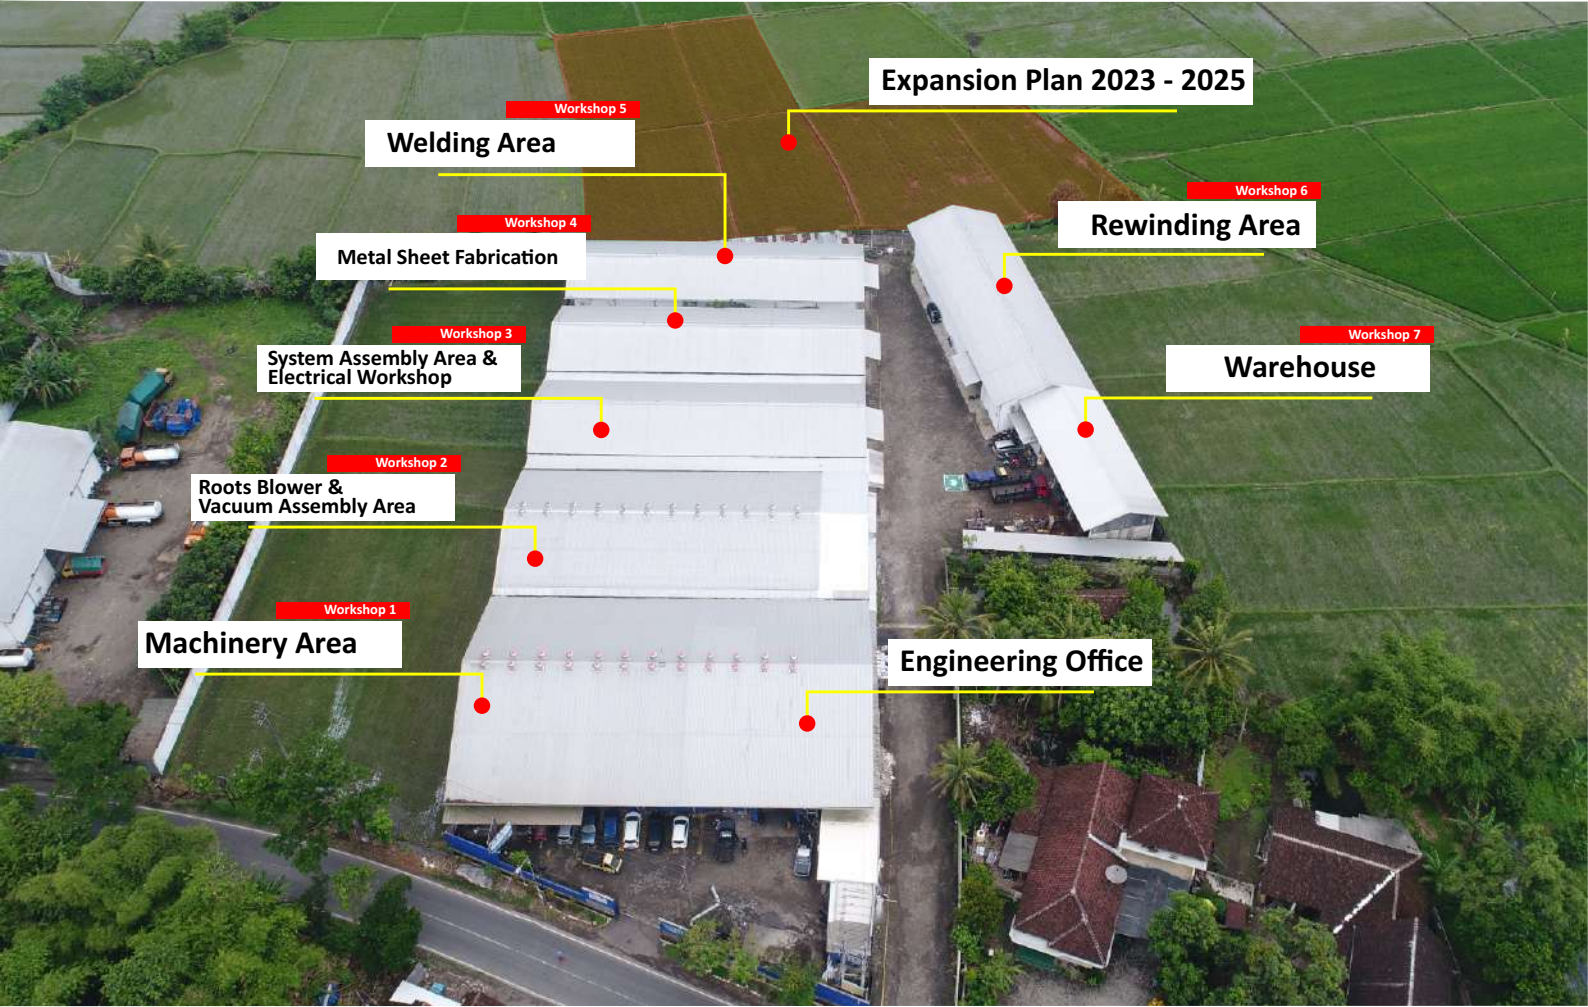 Expansion Plan 2023 - 2025
Workshop 5
Welding Area
Workshop 6
Rewinding Area
Workshop 4
Metal Sheet Fabrication
Workshop 3
System Assembly Area &
Electrical Workshop
Workshop 7
Warehouse
Workshop 2
Roots Blower &
Vacuum Assembly Area
Workshop 1
Machinery Area
Engineering Office